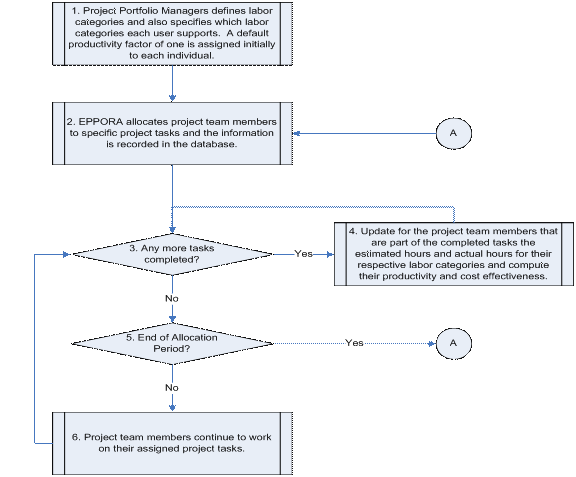 1. Project Portfolio Managers defines labor
categories and also specifies which labor
categories each user supports. A default
productivity factor of one is assigned initially
to each individual.
2. EPPORA allocates project team members
to specific project tasks and the information
is recorded in the database.
A
3. Any more tasks
completed?
Yes
4. Update for the project team members that
are part of the completed tasks the
estimated hours and actual hours for their
respective labor categories and compute
their productivity and cost effectiveness.
No
5. End of Allocation
Period?
Yes
A
No
6. Project team members continue to work
on their assigned project tasks.